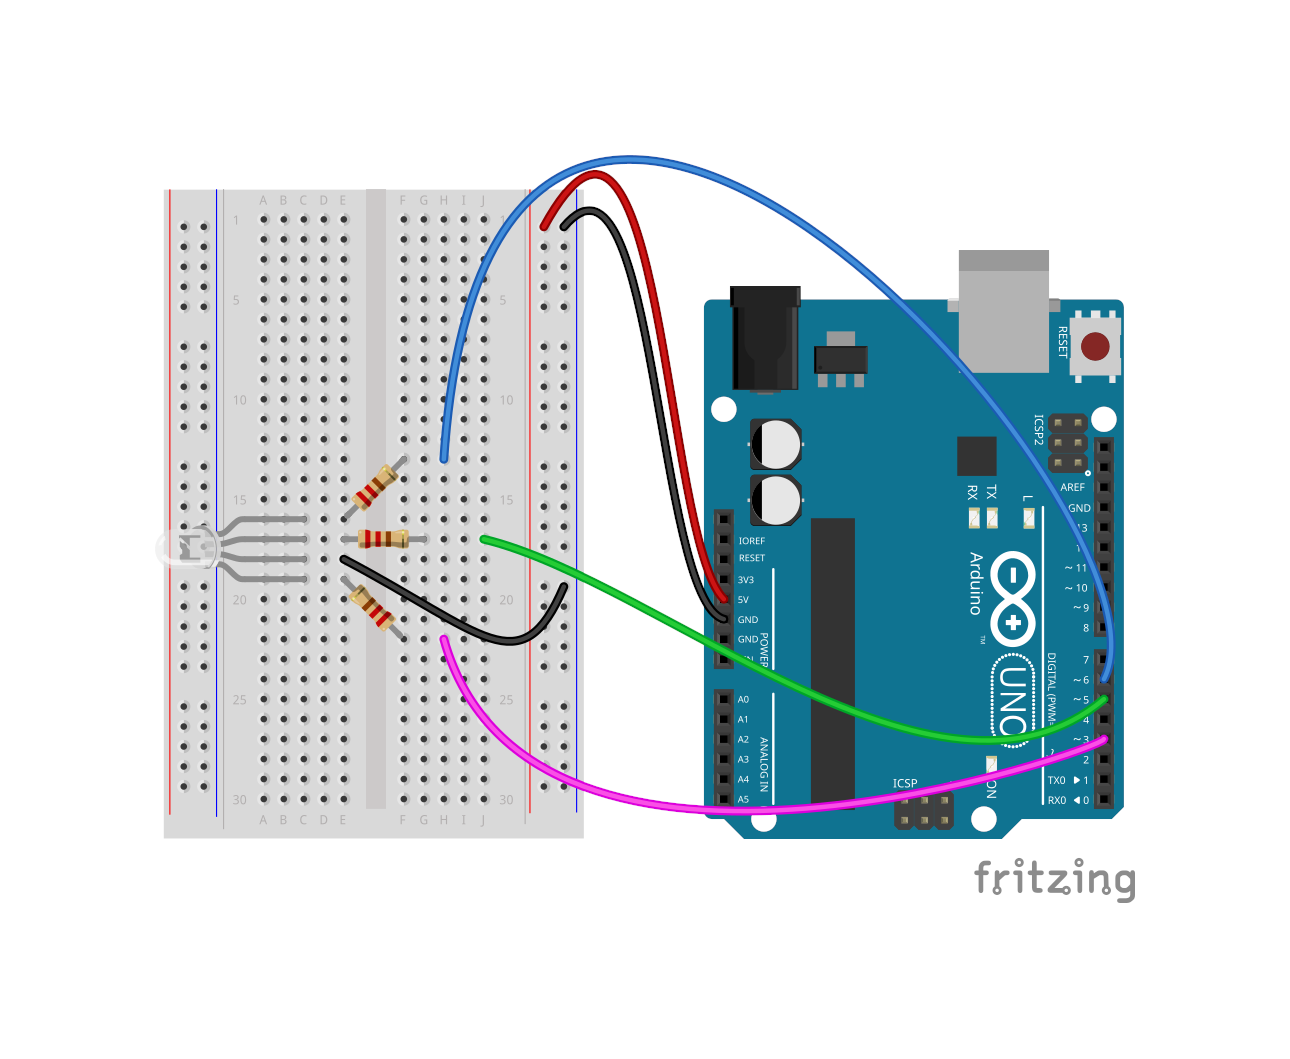 A B C D E F G H I J
1 1
5 5
10 10
15 15
20 20
25 25
30 30
A B C D E F G H I J
RESET
ICSP2
AREF
GND
13
RX TX L
IOREF
RESET
3V3
5V
GND
GND
POWER
~ 11
~ 10
~ 9
8
Arduino
TM
UNO
7
~ 6
~ 5
4
~ 3
2
TX0 ▶ 1
RX0 ◀ 0
DIGITAL (PWM=
A0
A1
A2
A3
A4
A5
ANALOG IN
ICSP
ON
fritzing